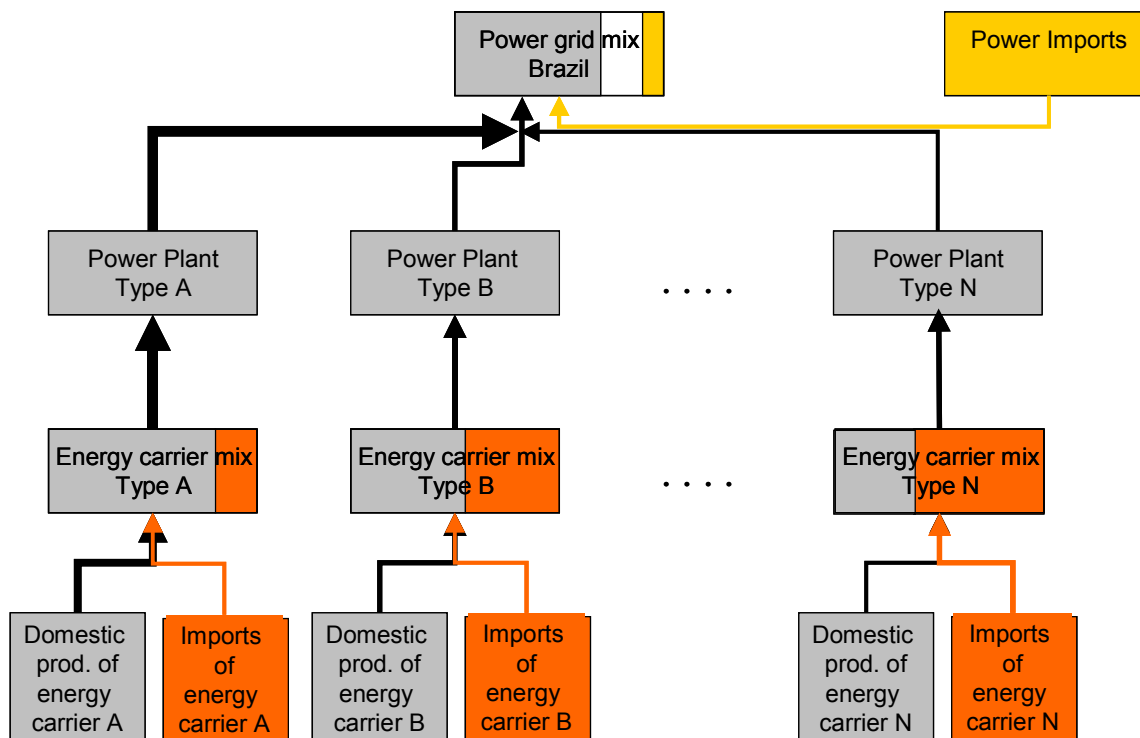 Power grid mix
Brazil
Power Imports
Power Plant
Type A
Power Plant
Type B
. . . .
Power Plant
Type N
Energy carrier mix
Type A
Energy carrier mix
Type B
. . . .
Energy carrier mix
Type N
Domestic
prod. of
energy
carrier A
Imports
of
energy
carrier A
Domestic
prod. of
energy
carrier B
Imports
of
energy
carrier B
Domestic
prod. of
energy
carrier N
Imports
of
energy
carrier N